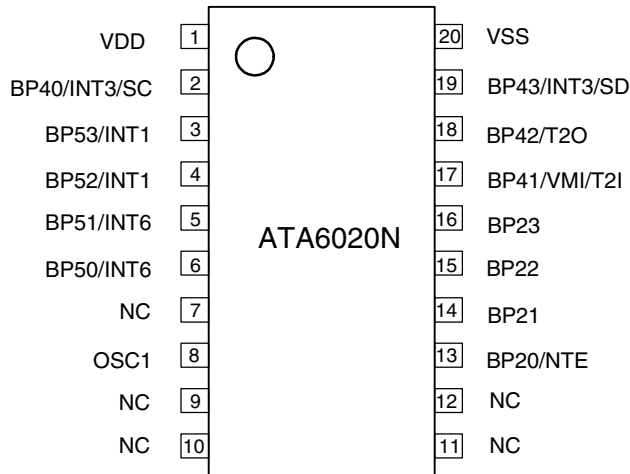 VDD 1 20 VSS
BP40/INT3/SC 2 19 BP43/INT3/SD
BP53/INT1 3 18 BP42/T2O
BP52/INT1 4 17 BP41/VMI/T2I
BP51/INT6 5 16 BP23
ATA6020N
BP50/INT6 6 15 BP22
NC 7 14 BP21
OSC1 8 13 BP20/NTE
NC 9 12 NC
NC 10 11 NC